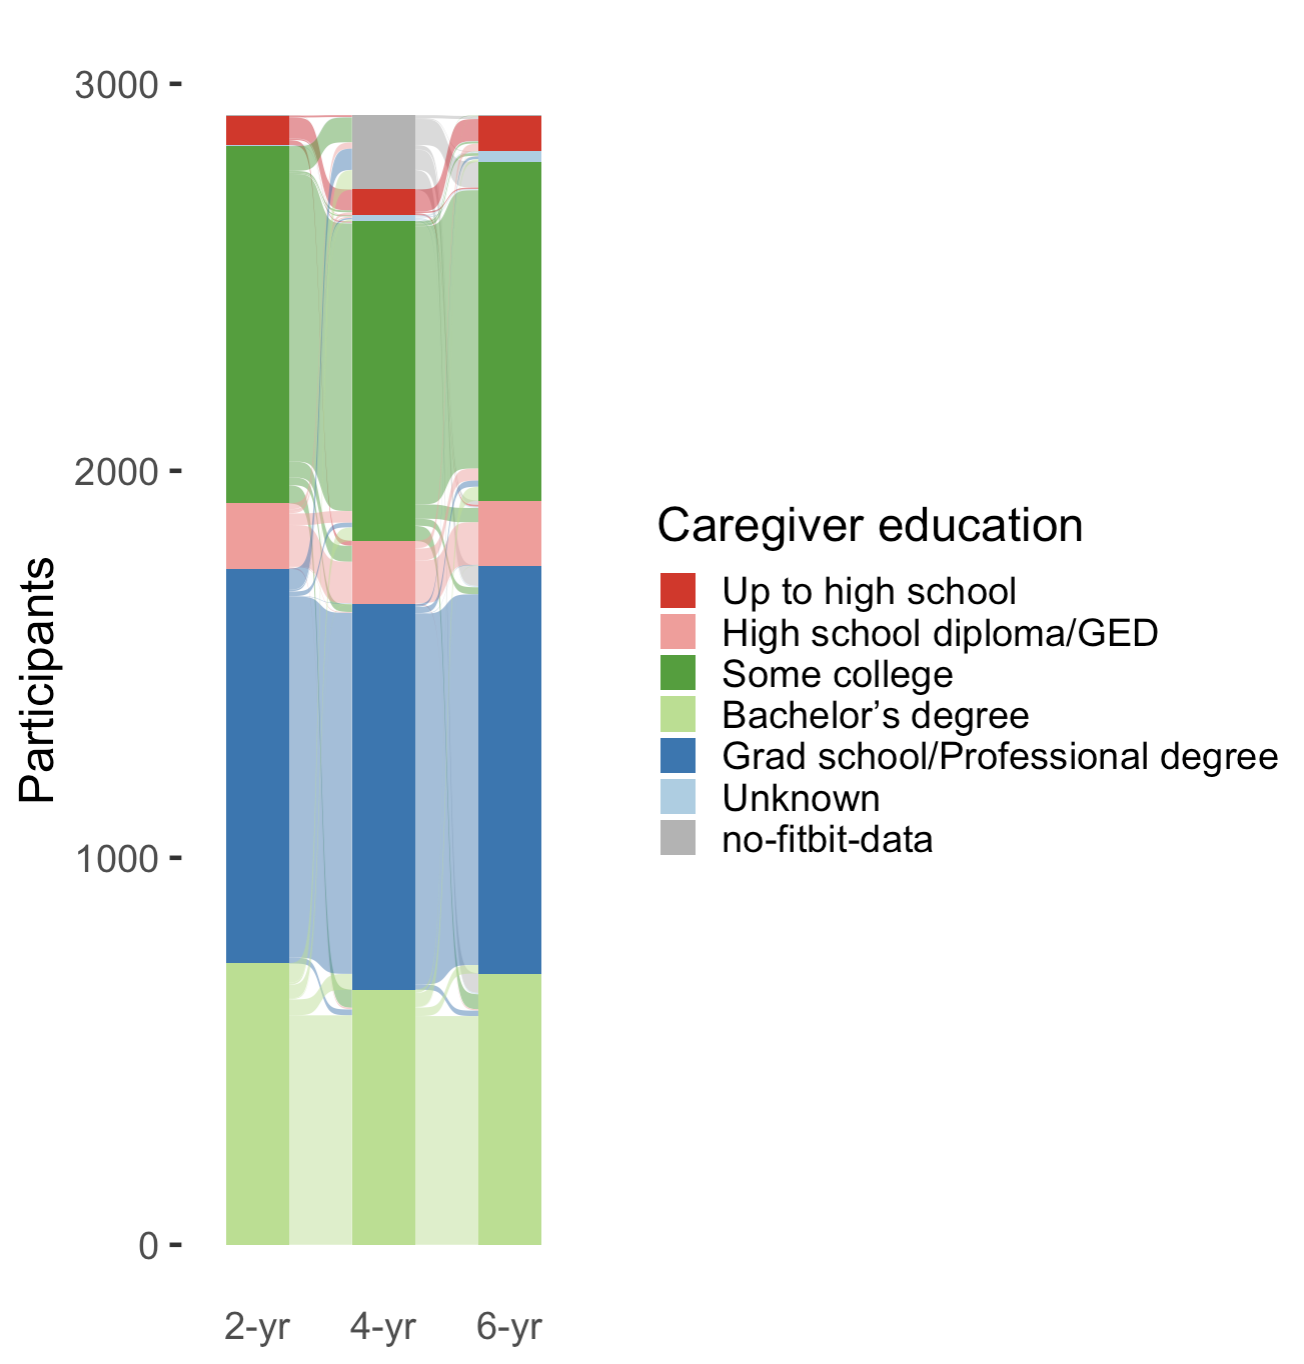 3000
2000
1000
0
Participants
2-yr
4-yr
6-yr
Caregiver education
Up to high school
High school diploma/GED
Some college
Bachelor’s degree
Grad school/Professional degree
Unknown
no-fitbit-data